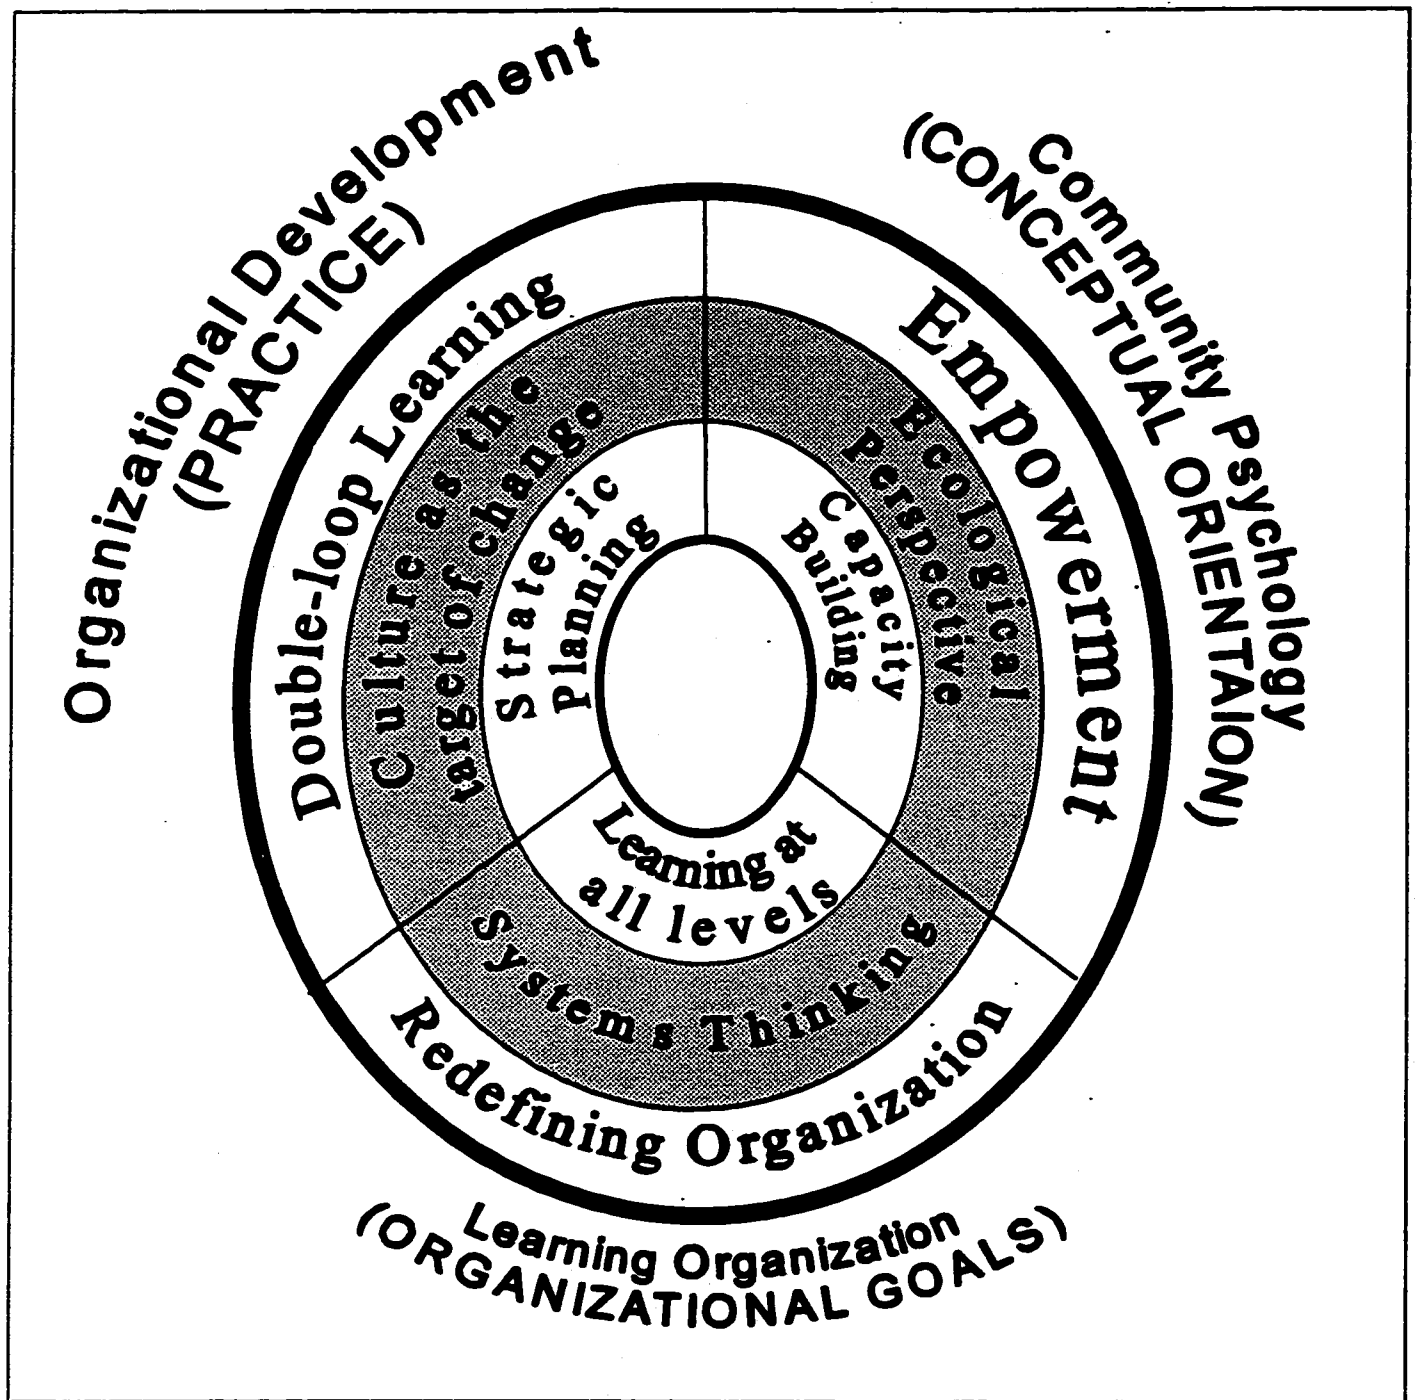 Organizational Development
(PRACTICE)
Community Psychology
(CONCEPTUAL ORIENTAION)
Double-loop Learning
Culture as the
target of change
Strategic
Planning
Empowerment
Ecological
Perspective
Capacity
Building
Learning at
all levels
Systems Thinking
Redefining Organization
Learning Organization
(ORGANIZATIONAL GOALS)